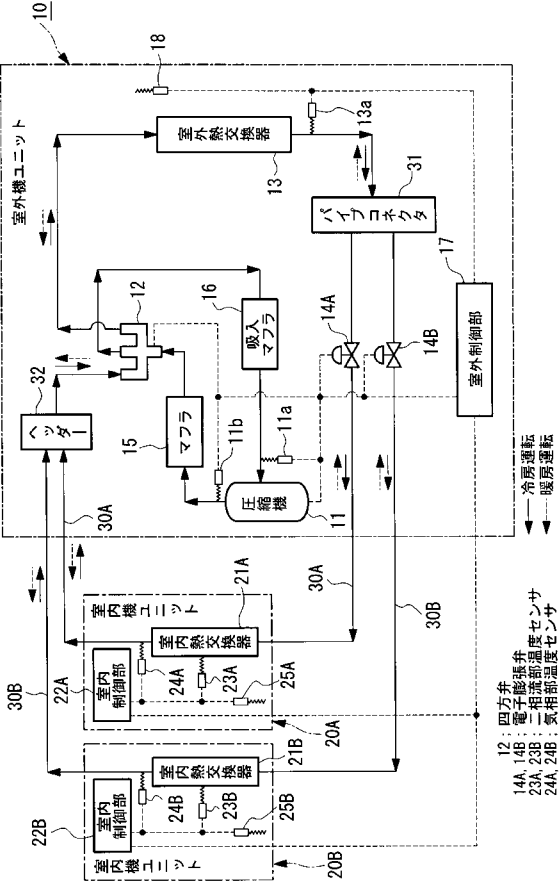 10
室外機ユニット
18
13a
室外熱交換器
13
31
パイプコネクタ
17
室外制御部
12
16
吸入マフラ
14A
14B
32
ヘッダー
15
マフラ
11b
11a
圧縮機
11
30A
30A
30B
30B
冷房運転
暖房運転
室内機ユニット
21A
室内熱交換器
22A
室内制御部
24A
23A
25A
20A
21B
室内熱交換器
22B
室内制御部
24B
23B
25B
室内機ユニット
20B
12 ; 四方弁
14A, 14B ; 電子膨張弁
23A, 23B ; 二相流部温度センサ
24A, 24B ; 気相部温度センサ